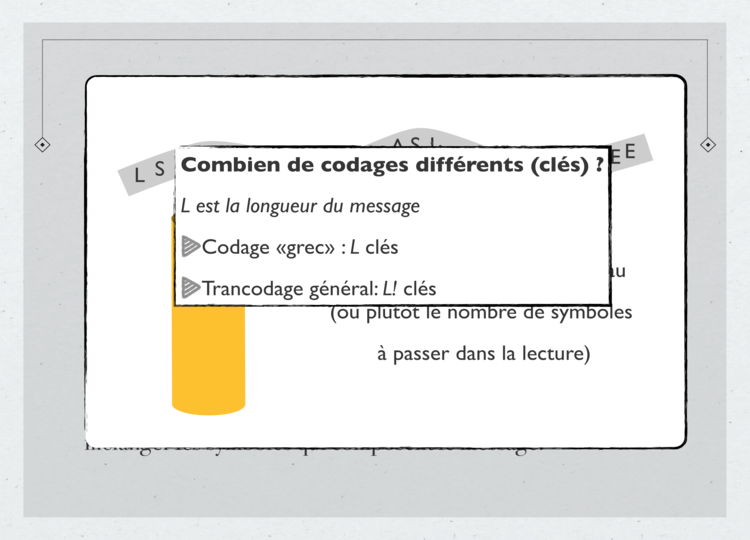 L S
A S L
E E
Combien de codages différents (clés) ?
L est la longueur du message
Codage «grec» : L clés
Trancodage général: L! clés
au
(ou plutôt le nombre de symboles
à passer dans la lecture)